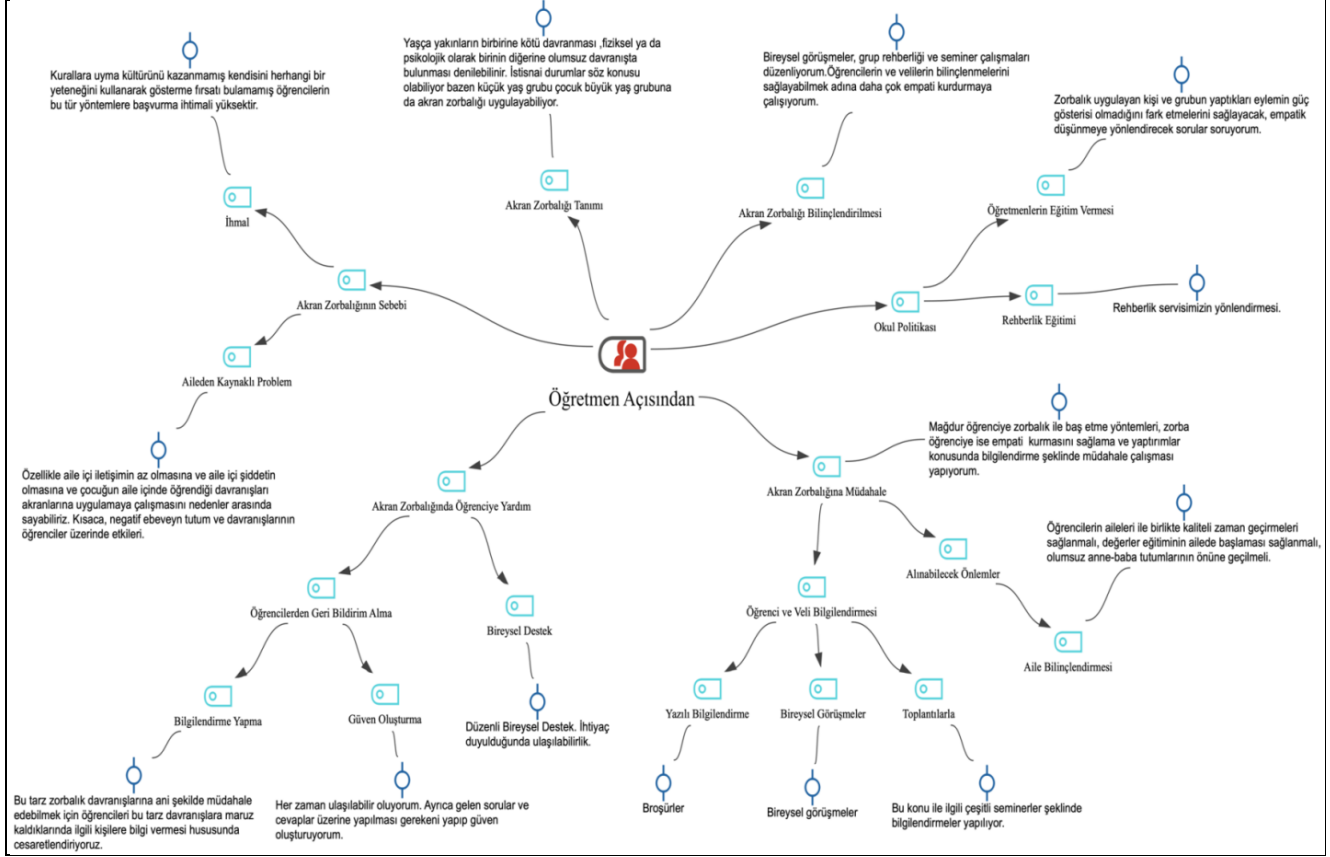 Kurallara uyma kültürünü kazanmamış kendisini herhangi bir
yeteneğini kullanarak gösterme fırsatı bulamamış öğrencilerin
bu tür yöntemlere başvurma ihtimali yüksektir.
Yaşça yakınların birbirine kötü davranması ,fiziksel ya da
psikolojik olarak birinin diğerine olumsuz davranışta
bulunması denilebilinir. İstisnai durumlar söz konusu
olabiliyor bazen küçük yaş grubu çocuk büyük yaş grubuna
da akran zorbalığı uygulayabiliyor.
Bireysel görüşmeler, grup rehberliği ve seminer çalışmaları
düzenliyorum.Öğrencilerin ve velilerin bilinçlenmelerini
sağlayabilmek adına daha çok empati kurdurmaya
çalışıyorum.
Zorbalık uygulayan kişi ve grubun yaptıkları eylemin güç
gösterisi olmadığını fark etmelerini sağlayacak, empatik
düşünmeye yönlendirecek sorular soruyorum.
İhmal
Akran Zorbalığı Tanımı
Akran Zorbalığı Bilinçlendirilmesi
Öğretmenlerin Eğitim Vermesi
Akran Zorbalığının Sebebi
Okul Politikası
Rehberlik Eğitimi
Rehberlik servisimizin yönlendirmesi.
Aileden Kaynaklı Problem
Öğretmen Açısından
Özellikle aile içi iletişimin az olmasına ve aile içi şiddetin
olmasına ve çocuğun aile içinde öğrendiği davranışları
akranlarına uygulamaya çalışmasını nedenler arasında
sayabiliriz. Kısaca, negatif ebeveyn tutum ve davranışlarının
öğrenciler üzerinde etkileri.
Akran Zorbalığında Öğrenciye Yardım
Akran Zorbalığına Müdahale
Mağdur öğrenciye zorbalık ile baş etme yöntemleri, zorba
öğrenciye ise empati kurmasını sağlama ve yaptırımlar
konusunda bilgilendirme şeklinde müdahale çalışması
yapıyorum.
Öğrencilerin aileleri ile birlikte kaliteli zaman geçirmeleri
sağlanmalı, değerler eğitiminin ailede başlaması sağlanmalı,
olumsuz anne-baba tutumlarının önüne geçilmeli.
Alınabilecek Önlemler
Öğrencilerden Geri Bildirim Alma
Bireysel Destek
Öğrenci ve Veli Bilgilendirmesi
Aile Bilinçlendirmesi
Bilgilendirme Yapma
Güven Oluşturma
Düzenli Bireysel Destek. İhtiyaç
duyulduğunda ulaşılabilirlik.
Yazılı Bilgilendirme
Bireysel Görüşmeler
Toplantılarla
Bu tarz zorbalık davranışlarına ani şekilde müdahale
edebilmek için öğrencileri bu tarz davranışlara maruz
kaldıklarında ilgili kişilere bilgi vermesi hususunda
cesaretlendiriyoruz.
Her zaman ulaşılabilir oluyorum. Ayrıca gelen sorular ve
cevaplar üzerine yapılması gerekeni yapıp güven
oluşturuyorum.
Broşürler
Bireysel görüşmeler
Bu konu ile ilgili çeşitli seminerler şeklinde
bilgilendirmeler yapılıyor.